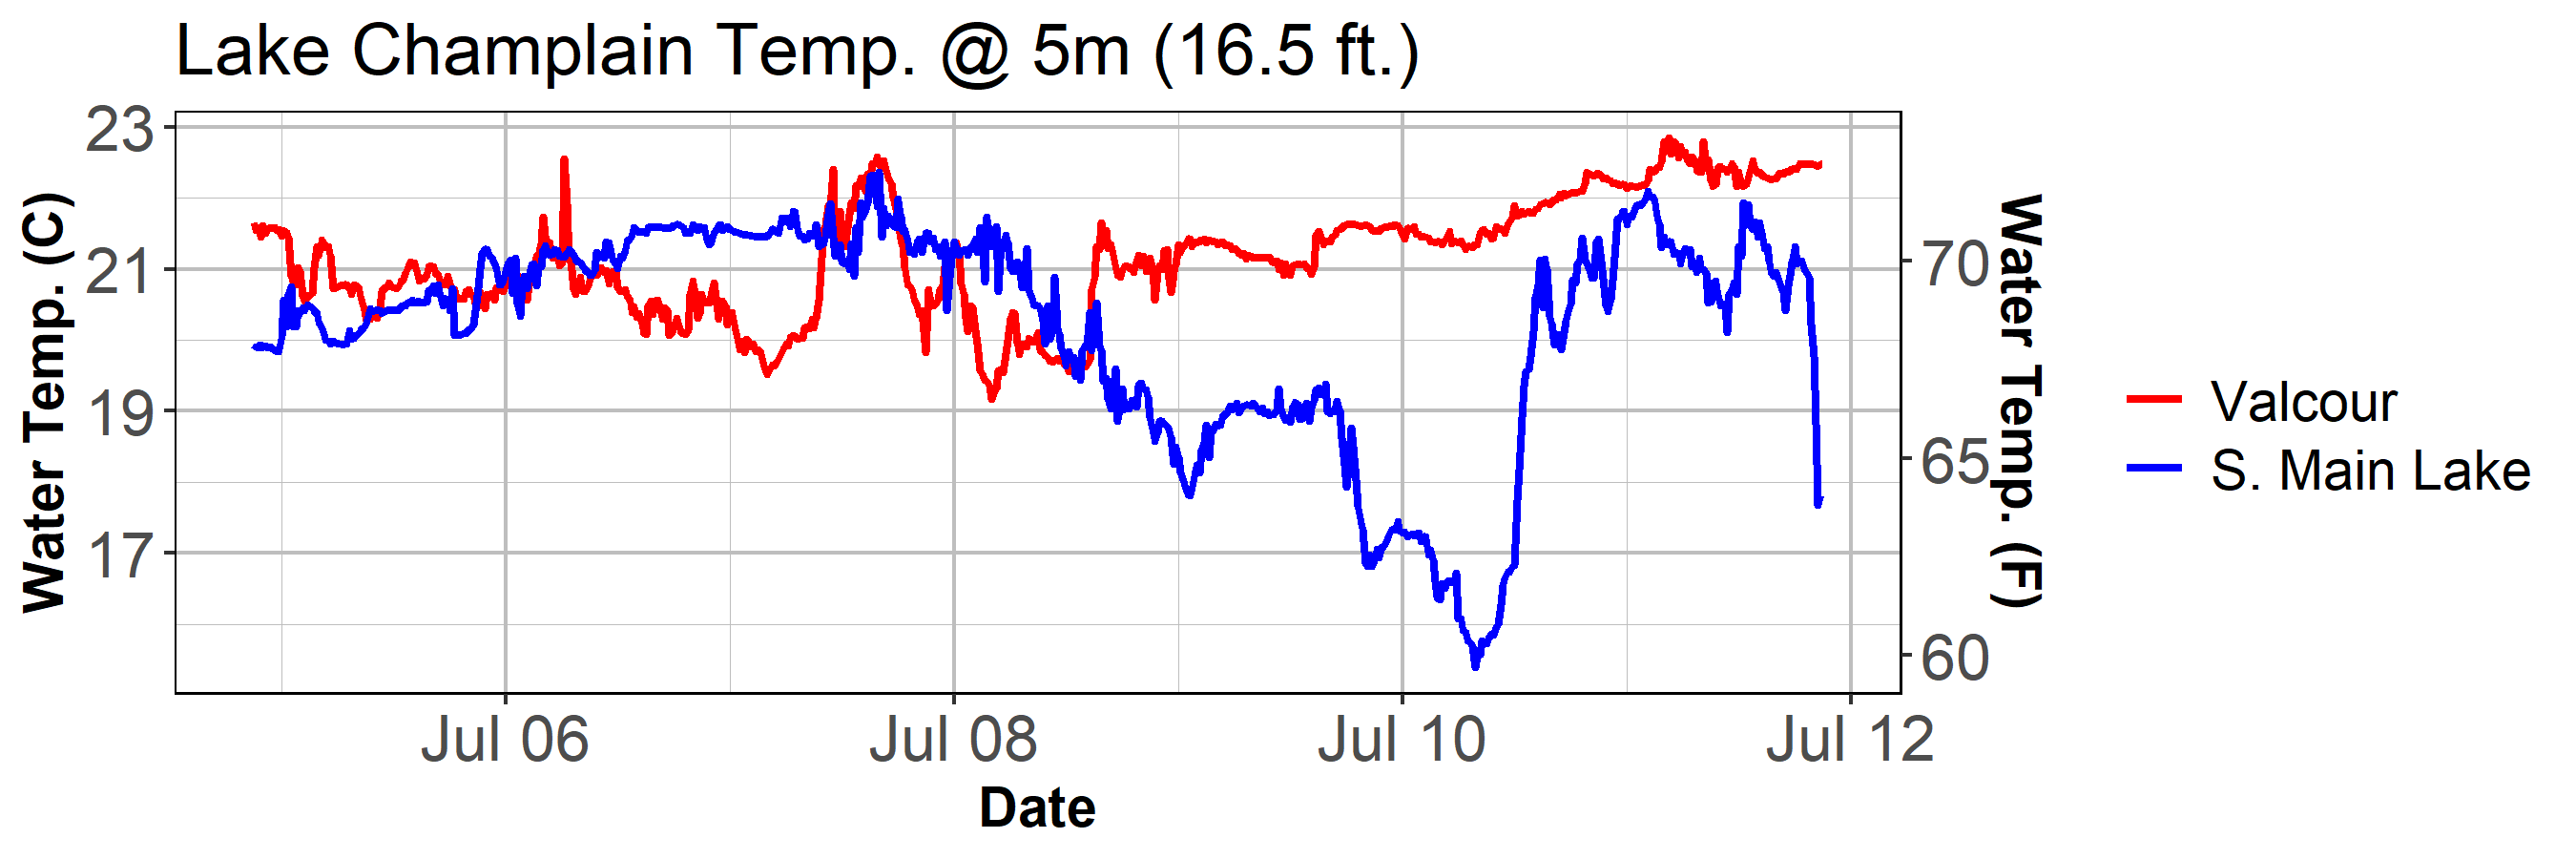 Lake Champlain Temp. @ 5m (16.5 ft.)
Water Temp. (C)
23
21
19
17
Jul 06
Jul 08
Jul 10
Jul 12
Date
70
65
60
Water Temp. (F)
Valcour
S. Main Lake